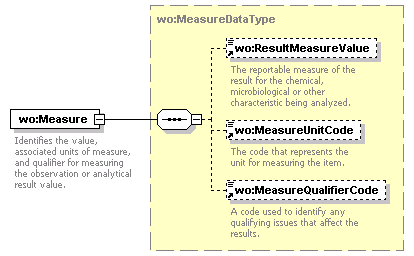 wo:MeasureDataType
wo:ResultMeasureValue
The reportable measure of the
result for the chemical,
microbiological or other
characteristic being analyzed.
wo:Measure
Identifies the value,
associated units of measure,
and qualifier for measuring
the observation or analytical
result value.
wo:MeasureUnitCode
The code that represents the
unit for measuring the item.
wo:MeasureQualifierCode
A code used to identify any
qualifying issues that affect the
results.